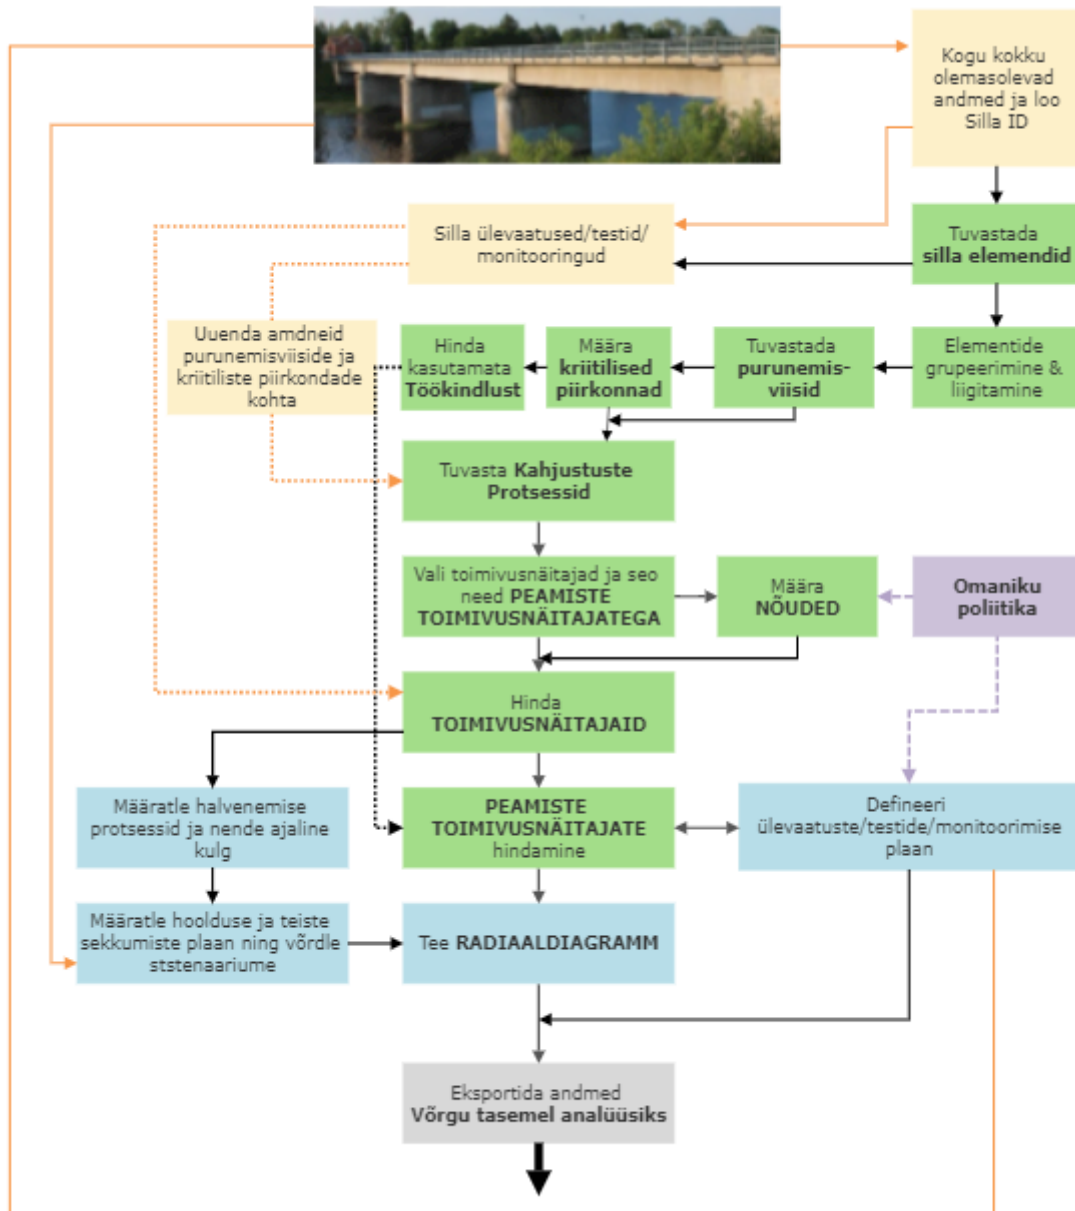 Kogu kokku
olemasolevad
andmed ja loo
Silla ID
Silla ülevaatused/testid/
monitooringud
Tuvastada
silla elemendid
Uuenda amdneid
purunemisviiside ja
kriitiliste piirkondade
kohta
Hinda
kasutamata
Töökindlust
Määra
kriitilised
piirkonnad
Tuvastada
purunemis-
viisid
Elementide
grupeerimine &
liigitamine
Tuvasta Kahjustuste
Protsessid
Vali toimivusnäitajad ja seo
need PEAMISTE
TOIMIVUSNÄITAJATEGA
Määra
NÕUDED
Omaniku
poliitika
Hinda
TOIMIVUSNÄITAJAID
Määratle halvenemise
protsessid ja nende ajaline
kulg
PEAMISTE
TOIMIVUSNÄITAJATE
hindamine
Defineeri
ülevaatuste/testide/monitoorimise
plaan
Määratle hoolduse ja teiste
sekkumiste plaan ning võrdle
ststenaariume
Tee RADIAALDIAGRAMM
Eksportida andmed
Võrgu tasemel analüüsiks